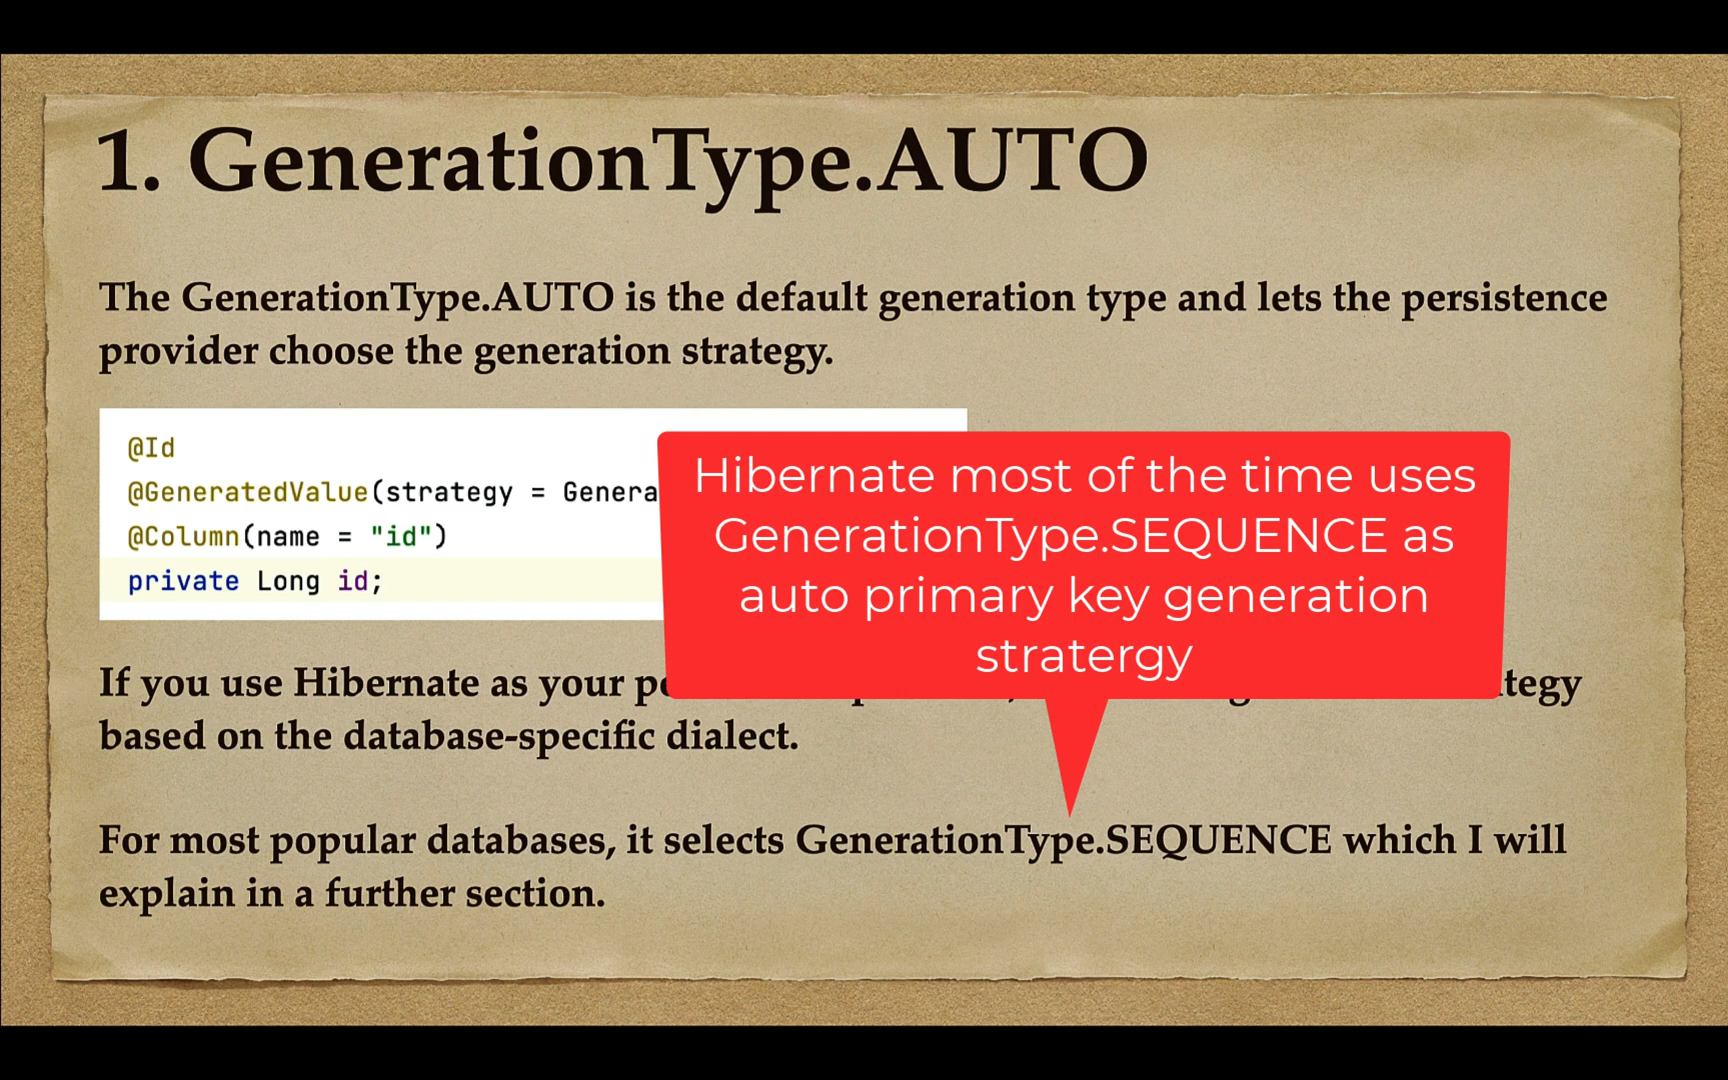 1. GenerationType.AUTO
The GenerationType.AUTO is the default generation type and lets the persistence
provider choose the generation strategy.
@Id
@GeneratedValue(strategy = Genera
@Column(name = "id")
private Long id;
Hibernate most of the time uses
GenerationType.SEQUENCE as
auto primary key generation
stratergy
If you use Hibernate as your pe tegy
based on the database-specific dialect.
For most popular databases, it selects GenerationType.SEQUENCE which I will
explain in a further section.